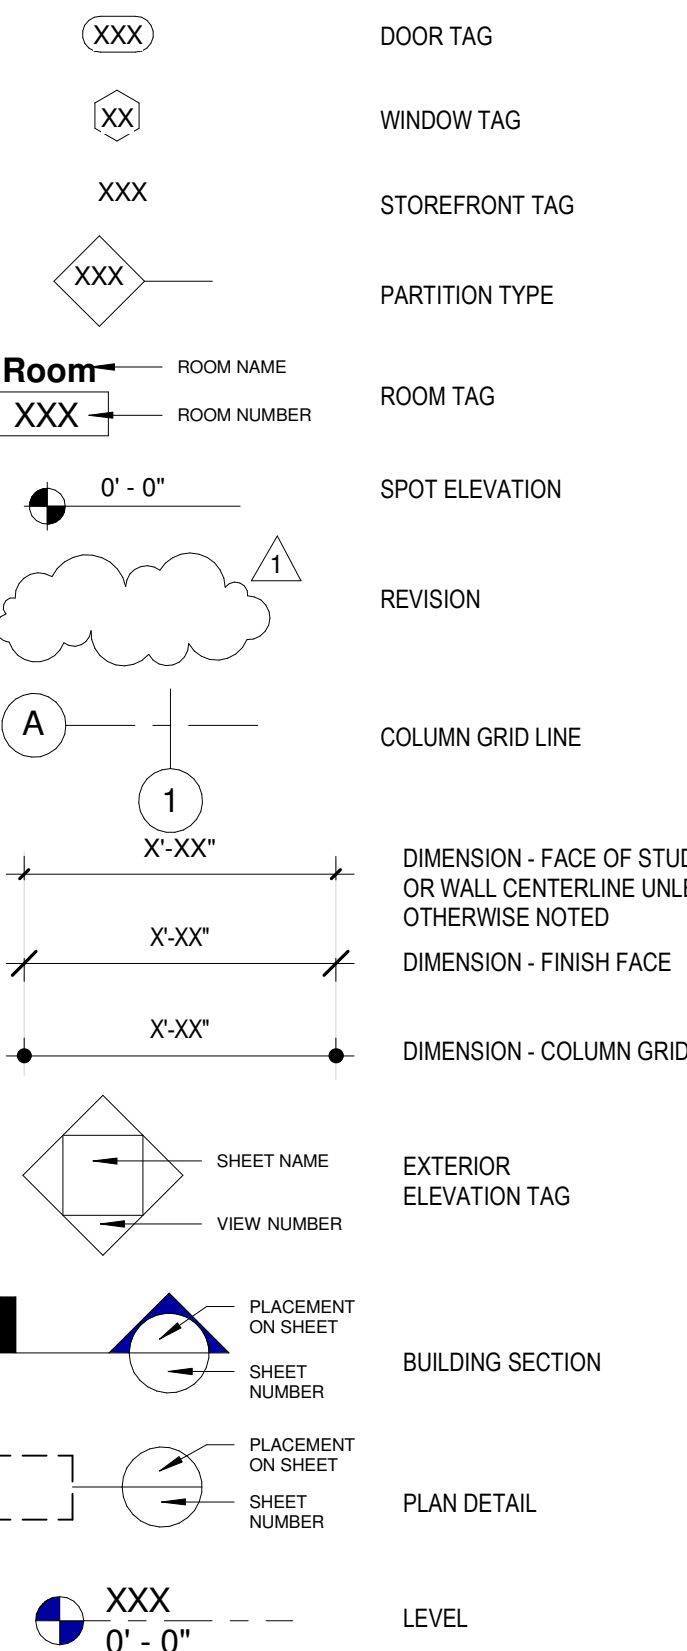 XXX DOOR TAG
XX WINDOW TAG
XXX STOREFRONT TAG
XXX PARTITION TYPE
Room ROOM NAME
XXX ROOM NUMBER
ROOM TAG
0' - 0" SPOT ELEVATION
1
REVISION
A
1
COLUMN GRID LINE
X'-XX"
DIMENSION - FACE OF STUD
OR WALL CENTERLINE
OTHERWISE NOTED
X'-XX"
DIMENSION - FINISH FACE
X'-XX"
DIMENSION - COLUMN GRID
SHEET NAME
VIEW NUMBER
EXTERIOR
ELEVATION TAG
PLACEMENT
ON SHEET
SHEET
NUMBER
BUILDING SECTION
PLACEMENT
ON SHEET
SHEET
NUMBER
PLAN DETAIL
XXX
0' - 0"
LEVEL